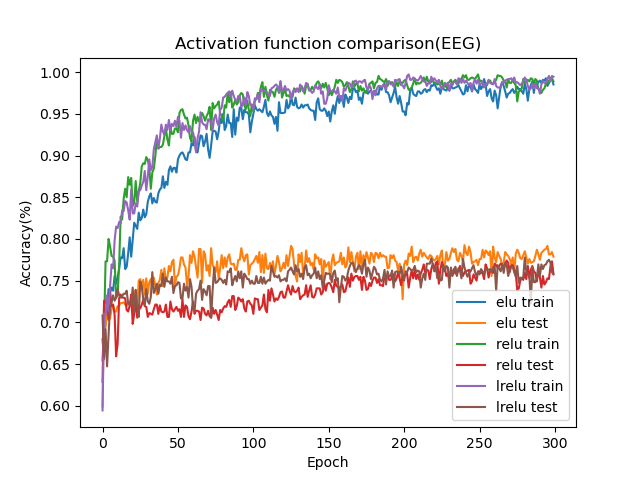 Activation function comparison(EEG)
Accuracy(%)
1.00
0.95
0.90
0.85
0.80
0.75
0.70
0.65
0.60
0
50
100
150
200
250
300
Epoch
elu train
elu test
relu train
relu test
lrelu train
lrelu test